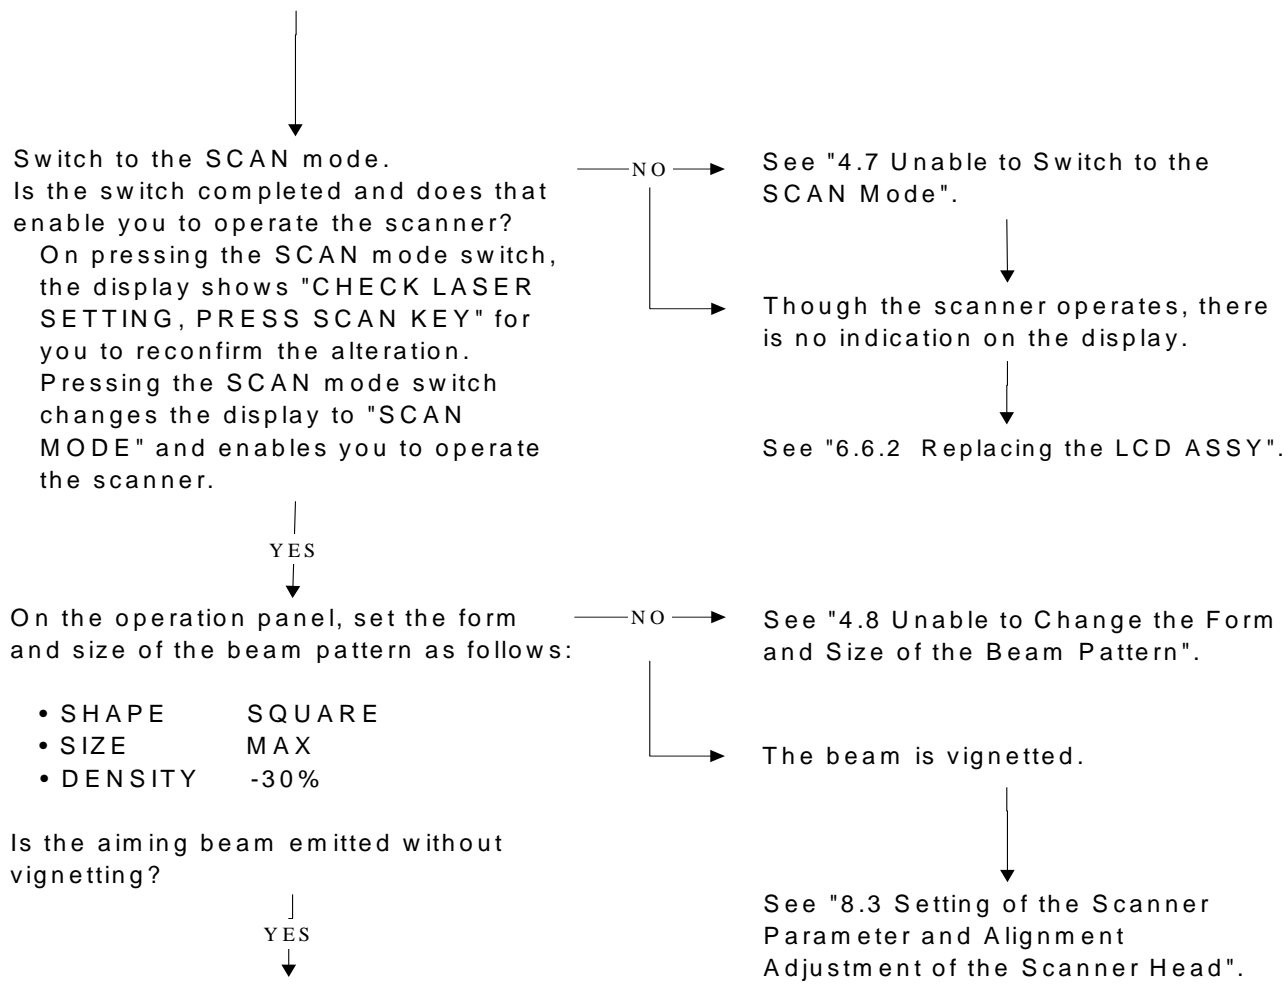 Switch to the SCAN mode.
Is the switch completed and does that
enable you to operate the scanner?
On pressing the SCAN mode switch,
the display shows "CHECK LASER
SETTING, PRESS SCAN KEY" for
you to reconfirm the alteration.
Pressing the SCAN mode switch
changes the display to "SCAN
MODE" and enables you to operate
the scanner.
NO
See "4.7 Unable to Switch to the
SCAN Mode".
Though the scanner operates, there
is no indication on the display.
See "6.6.2 Replacing the LCD ASSY".
YES
On the operation panel, set the form
and size of the beam pattern as follows:
• SHAPE SQUARE
• SIZE MAX
• DENSITY -30%
Is the aiming beam emitted without
vignetting?
NO
See "4.8 Unable to Change the Form
and Size of the Beam Pattern".
The beam is vignetted.
See "8.3 Setting of the Scanner
Parameter and Alignment
Adjustment of the Scanner Head".
YES